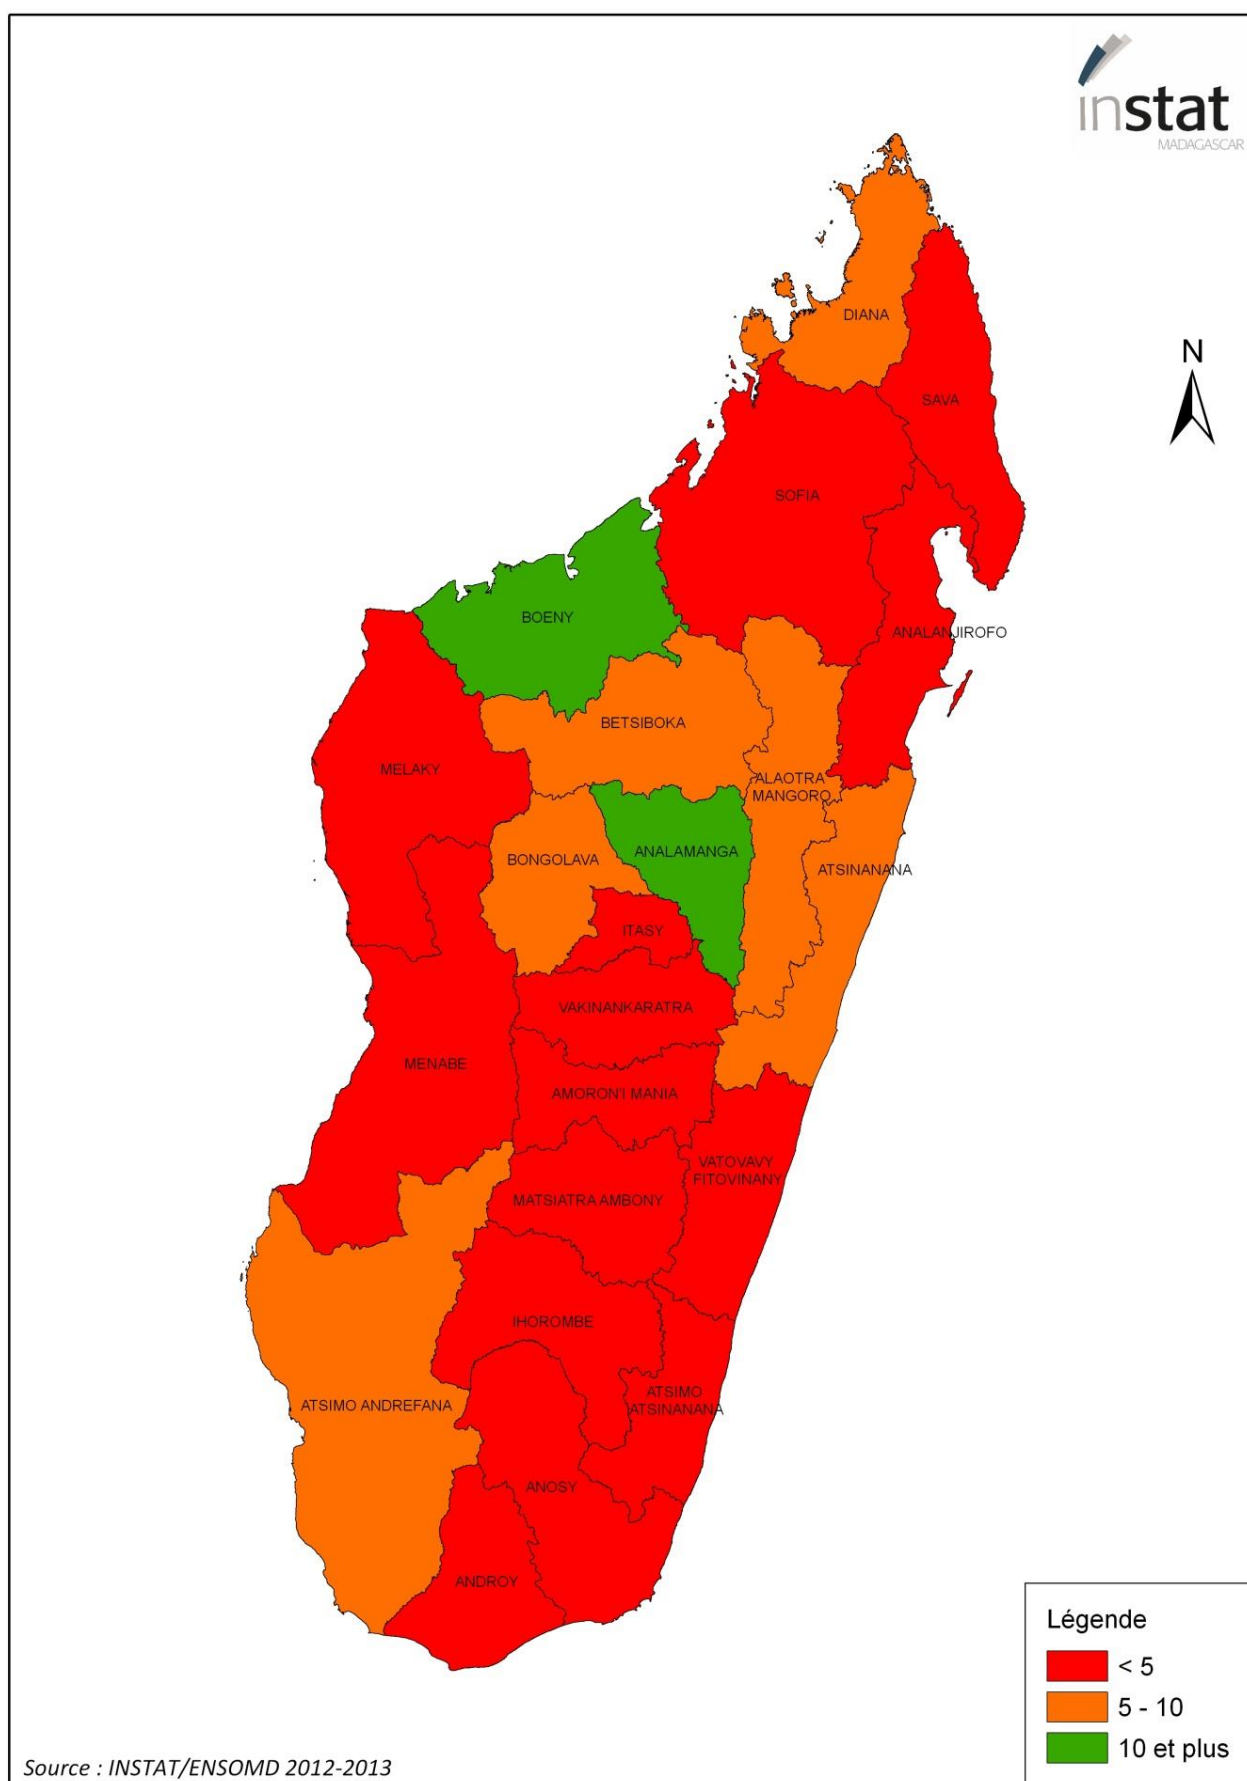 instat
MADAGASCAR
DIANA
N
SAVA
SOFIA
BOENY
ANALANJIROFO
BETSIBOKA
MELAKY
ALAOTRA
MANGORO
BONGOLAVA
ANALAMANGA
ATSINANANA
ITASY
VAKINANKARATRA
MENABE
AMORON'I MANIA
VATOVAVY
FITOVINANY
MATSIATRA AMBONY
IHOROMBE
ATSIMO ANDREFANA
ATSIMO
ATSINANANA
ANOSY
ANDROY
Légende
< 5
5 - 10
10 et plus
Source : INSTAT/ENSOMD 2012-2013